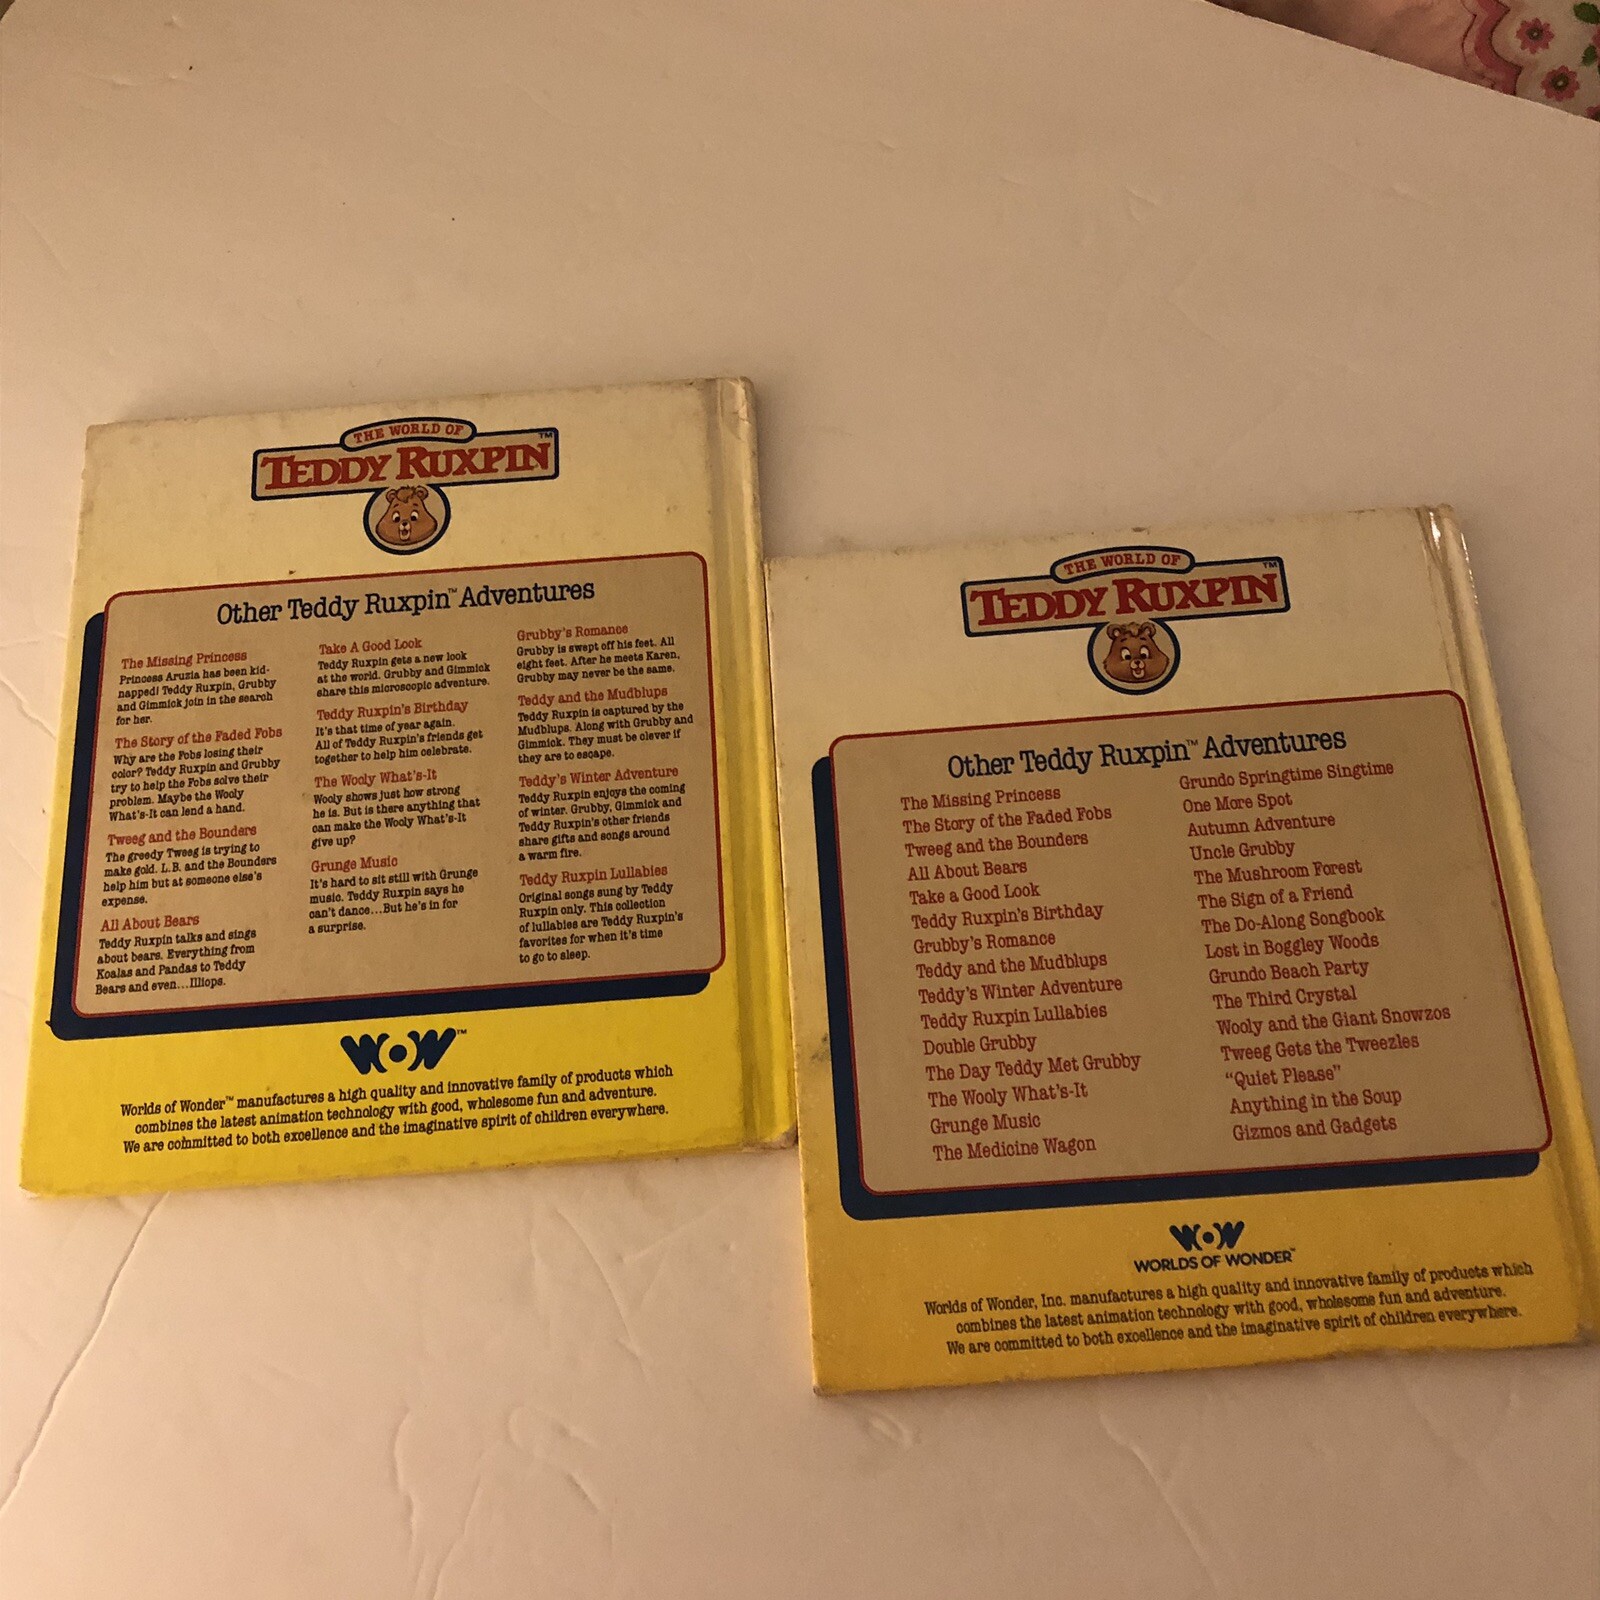 THE WORLD OF
TEDDY RUXPIN™
Other Teddy Ruxpin™ Adventures
The Missing Princess
Princess Aruzia has been kid-
napped! Teddy Ruxpin, Grubby
and Gimmick join in the search
for her.
The Story of the Faded Fobs
Why are the Fobs losing their
color? Teddy Ruxpin and Grubby
try to help the Fobs solve their
problem. Maybe the Wooly
What's-It can lend a hand.
Tweeg and the Bounders
The greedy Tweeg is trying to
make gold. L.B. and the Bounders
help him but at someone else's
expense.
All About Bears
Teddy Ruxpin talks and sings
about bears. Everything from
Koalas and Pandas to Teddy
Bears and even...Illiops.
Take A Good Look
Teddy Ruxpin gets a new look
at the world. Grubby and Gimmick
share this microscopic adventure.
Teddy Ruxpin's Birthday
It's that time of year again.
All of Teddy Ruxpin's friends get
together to help him celebrate.
The Wooly What's-It
Wooly shows just how strong
he is. But is there anything that
can make the Wooly What's-It
give up?
Grunge Music
It's hard to sit still with Grunge
music. Teddy Ruxpin says he
can't dance...But he's in for
a surprise.
Grubby's Romance
Grubby is swept off his feet. All
eight feet. After he meets Karen,
Grubby may never be the same.
Teddy and the Mudblups
Teddy Ruxpin is captured by the
Mudblups. Along with Grubby and
Gimmick. They must be clever if
they are to escape.
Teddy's Winter Adventure
Teddy Ruxpin enjoys the coming
of winter. Grubby, Gimmick and
Teddy Ruxpin's other friends
share gifts and songs around
a warm fire.
Teddy Ruxpin Lullabies
Original songs sung by Teddy
Ruxpin only. This collection
of lullabies are Teddy Ruxpin's
favorites for when it's time
to go to sleep.
WOW™
Worlds of Wonder™ manufactures a high quality and innovative family of products which
combines the latest animation technology with good, wholesome fun and adventure.
We are committed to both excellence and the imaginative spirit of children everywhere.
THE WORLD OF
TEDDY RUXPIN™
Other Teddy Ruxpin™ Adventures
The Missing Princess
The Story of the Faded Fobs
Tweeg and the Bounders
All About Bears
Take a Good Look
Teddy Ruxpin's Birthday
Grubby's Romance
Teddy and the Mudblups
Teddy's Winter Adventure
Teddy Ruxpin Lullabies
Double Grubby
The Day Teddy Met Grubby
The Wooly What's-It
Grunge Music
The Medicine Wagon
Grundo Springtime Singtime
One More Spot
Autumn Adventure
Uncle Grubby
The Mushroom Forest
The Sign of a Friend
The Do-Along Songbook
Lost in Boggley Woods
Grundo Beach Party
The Third Crystal
Wooly and the Giant Snowzos
Tweeg Gets the Tweezles
"Quiet Please"
Anything in the Soup
Gizmos and Gadgets
WOW
WORLDS OF WONDER™
Worlds of Wonder, Inc. manufactures a high quality and innovative family of products which
combines the latest animation technology with good, wholesome fun and adventure.
We are committed to both excellence and the imaginative spirit of children everywhere.